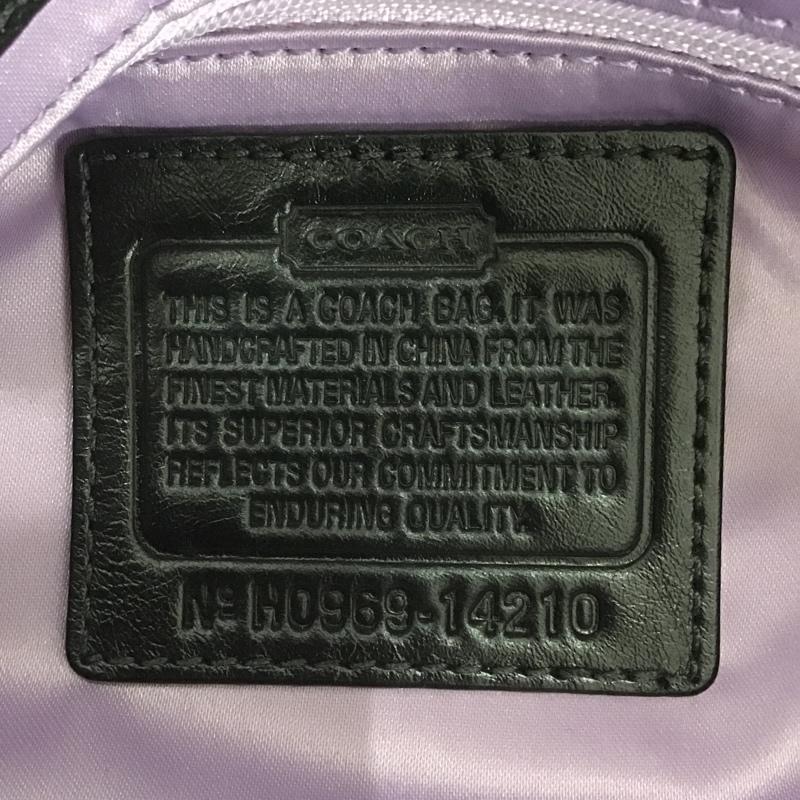 COACH
THIS IS A COACH BAG. IT WAS
HANDCRAFTED IN CHINA FROM THE
FINEST MATERIALS AND LEATHER.
ITS SUPERIOR CRAFTSMANSHIP
REFLECTS OUR COMMITMENT TO
ENDURING QUALITY.
Nº H0969-14210